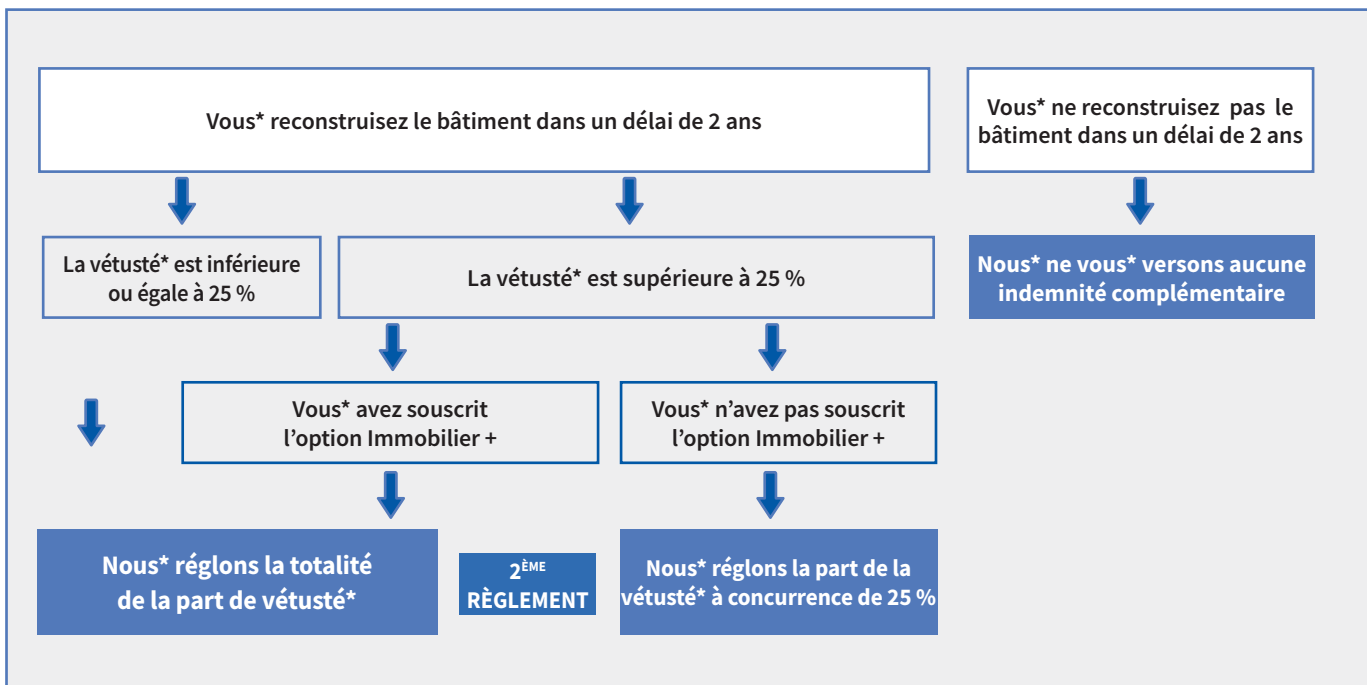 Vous* reconstruisez le bâtiment dans un délai de 2 ans
Vous* ne reconstruisez pas le
bâtiment dans un délai de 2 ans
La vétusté* est inférieure
ou égale à 25 %
La vétusté* est supérieure à 25 %
Nous* ne vous* versons aucune
indemnité complémentaire
Vous* avez souscrit
l’option Immobilier +
Vous* n’avez pas souscrit
l’option Immobilier +
Nous* réglons la totalité
de la part de vétusté*
2ÈME
RÈGLEMENT
Nous* réglons la part de la
vétusté* à concurrence de 25 %